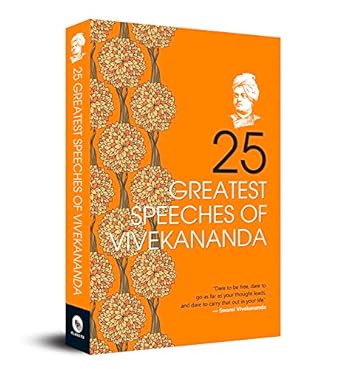 25 GREATEST SPEECHES OF VIVEKANANDA
25
GREATEST
SPEECHES OF
VIVEKANANDA
"Dare to be free, dare to
go as far as your thought leads,
and dare to carry that out in your life."
— Swami Vivekananda